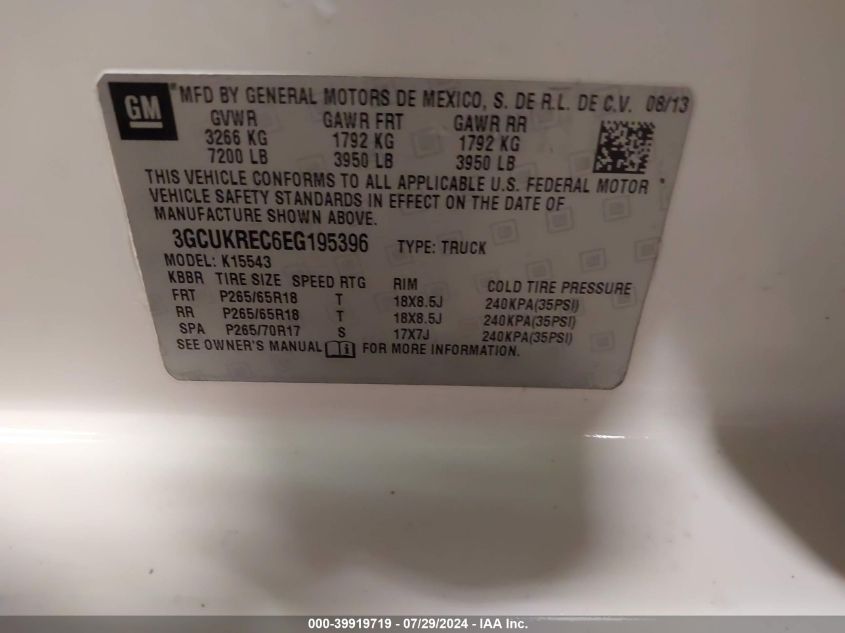 GM
MFD BY GENERAL MOTORS DE MEXICO, S. DE R.L. DE C.V. 08/13
GVWR GAWR FRT GAWR RR
3266 KG 1792 KG 1792 KG
7200 LB 3950 LB 3950 LB
THIS VEHICLE CONFORMS TO ALL APPLICABLE U.S. FEDERAL MOTOR
VEHICLE SAFETY STANDARDS IN EFFECT ON THE DATE OF
MANUFACTURE SHOWN ABOVE.
3GCUKREC6EG195396 TYPE: TRUCK
MODEL: K15543
KBBR TIRE SIZE SPEED RTG RIM COLD TIRE PRESSURE
FRT P265/65R18 T 18X8.5J 240KPA(35PSI)
RR P265/65R18 T 18X8.5J 240KPA(35PSI)
SPA P265/70R17 S 17X7J 240KPA(35PSI)
SEE OWNER'S MANUAL FOR MORE INFORMATION.
000-39919719 / 07/29/2024 - IAA Inc.